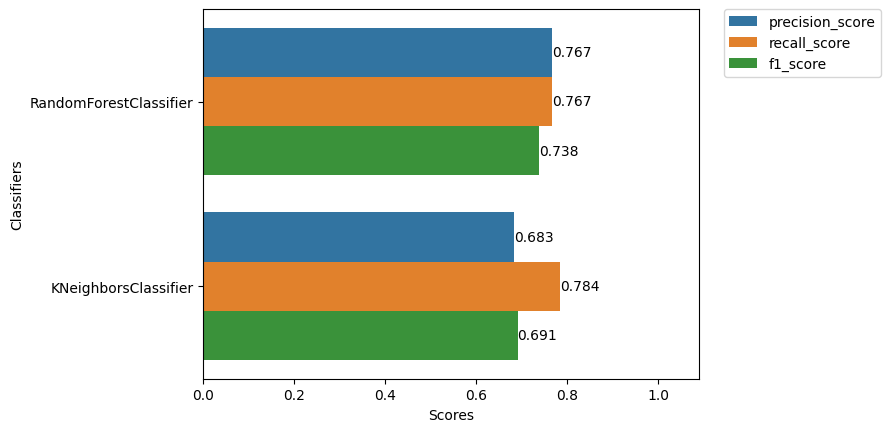 precision_score
recall_score
f1_score
Classifiers
RandomForestClassifier
0.767
0.767
0.738
KNeighborsClassifier
0.683
0.784
0.691
0.0 0.2 0.4 0.6 0.8 1.0
Scores